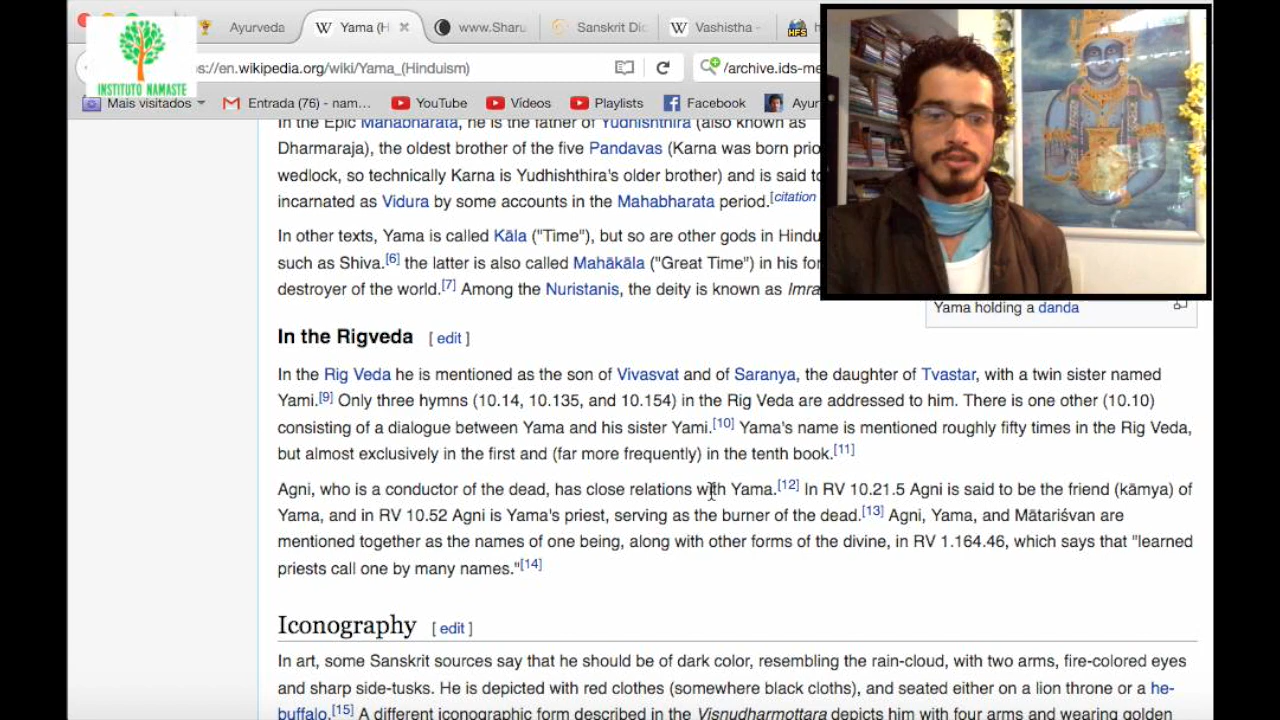 Ayurveda
Yama (H
www.Sharu
Sanskrit Dic
Vashistha -
HFS
INSTITUTO NAMASTE
s://en.wikipedia.org/wiki/Yama_(Hinduism)
/archive.ids-me
Mais visitados
Entrada (76) - nam...
YouTube
Vídeos
Playlists
Facebook
Ayur
In the Epic Mahabharata, he is the father of Yudhishthira (also known as
Dharmaraja), the oldest brother of the five Pandavas (Karna was born prio
wedlock, so technically Karna is Yudhishthira's older brother) and is said to
incarnated as Vidura by some accounts in the Mahabharata period.[citation
In other texts, Yama is called Kāla ("Time"), but so are other gods in Hindu
such as Shiva.[6] the latter is also called Mahākāla ("Great Time") in his for
destroyer of the world.[7] Among the Nuristanis, the deity is known as Imra
Yama holding a danda
In the Rigveda [ edit ]
In the Rig Veda he is mentioned as the son of Vivasvat and of Saranya, the daughter of Tvastar, with a twin sister named
Yami.[9] Only three hymns (10.14, 10.135, and 10.154) in the Rig Veda are addressed to him. There is one other (10.10)
consisting of a dialogue between Yama and his sister Yami.[10] Yama's name is mentioned roughly fifty times in the Rig Veda,
but almost exclusively in the first and (far more frequently) in the tenth book.[11]
Agni, who is a conductor of the dead, has close relations with Yama.[12] In RV 10.21.5 Agni is said to be the friend (kāmya) of
Yama, and in RV 10.52 Agni is Yama's priest, serving as the burner of the dead.[13] Agni, Yama, and Mātariśvan are
mentioned together as the names of one being, along with other forms of the divine, in RV 1.164.46, which says that "learned
priests call one by many names."[14]
Iconography [ edit ]
In art, some Sanskrit sources say that he should be of dark color, resembling the rain-cloud, with two arms, fire-colored eyes
and sharp side-tusks. He is depicted with red clothes (somewhere black cloths), and seated either on a lion throne or a he-
buffalo.[15] A different iconographic form described in the Visnudharmottara depicts him with four arms and wearing golden